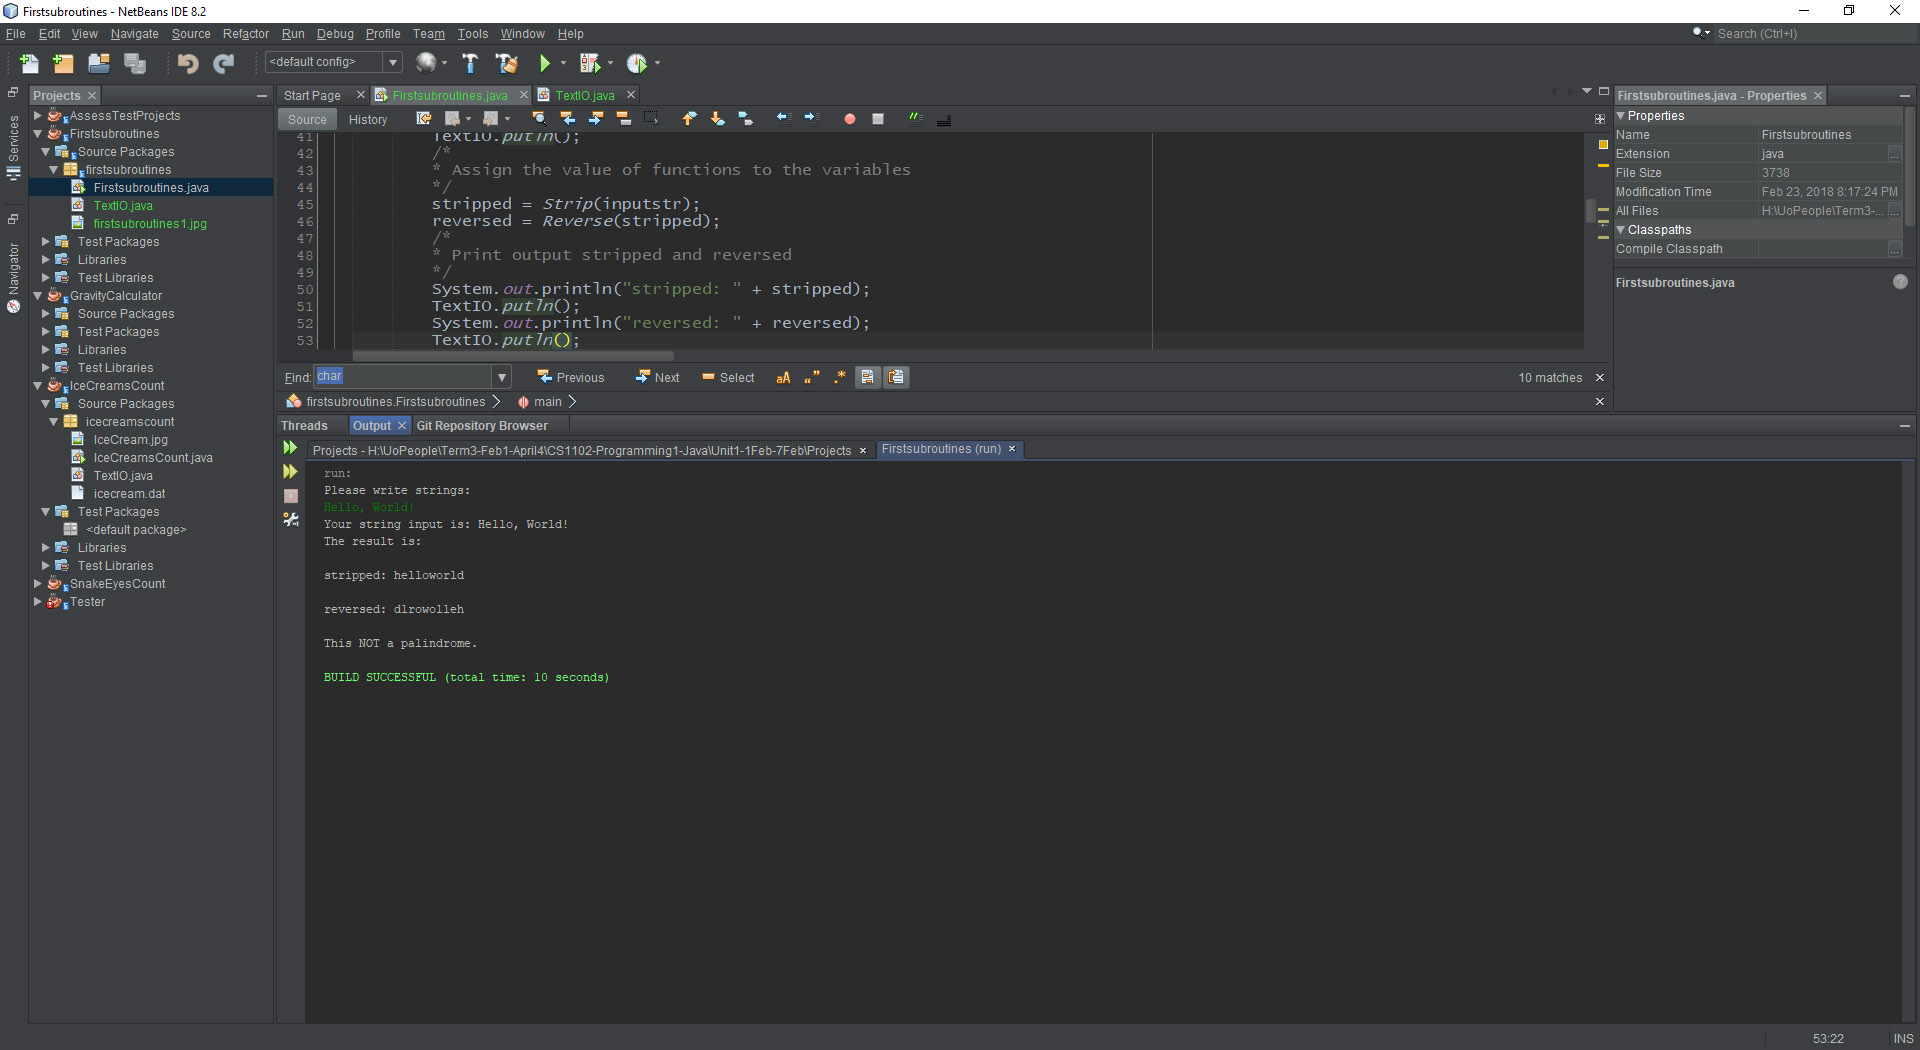 Firstsubroutines - NetBeans IDE 8.2
File Edit View Navigate Source Refactor Run Debug Profile Team Tools Window Help
Search (Ctrl+I)
<default config>
Services
Navigator
Projects
AssessTestProjects
Firstsubroutines
Source Packages
firstsubroutines
Firstsubroutines.java
TextIO.java
firstsubroutines1.jpg
Test Packages
Libraries
Test Libraries
GravityCalculator
Source Packages
Test Packages
Libraries
Test Libraries
IceCreamsCount
Source Packages
icecreamscount
IceCream.jpg
IceCreamsCount.java
TextIO.java
icecream.dat
Test Packages
<default package>
Libraries
Test Libraries
SnakeEyesCount
Tester
Start Page Firstsubroutines.java TextIO.java
Source History
41 TextIO.putln();
42 /*
43 * Assign the value of functions to the variables
44 */
45 stripped = Strip(inputstr);
46 reversed = Reverse(stripped);
47 /*
48 * Print output stripped and reversed
49 */
50 System.out.println("stripped: " + stripped);
51 TextIO.putln();
52 System.out.println("reversed: " + reversed);
53 TextIO.putln();
Find: char Previous Next Select aA 10 matches
firstsubroutines.Firstsubroutines main
Threads Output Git Repository Browser
Projects - H:\UoPeople\Term3-Feb1-April4\CS1102-Programming1-Java\Unit1-1Feb-7Feb\Projects Firstsubroutines (run)
run:
Please write strings:
Hello, World!
Your string input is: Hello, World!
The result is:
stripped: helloworld
reversed: dlrowolleh
This NOT a palindrome.
BUILD SUCCESSFUL (total time: 10 seconds)
Firstsubroutines.java - Properties
Properties
Name Firstsubroutines
Extension java ...
File Size 3738
Modification Time Feb 23, 2018 8:17:24 PM
All Files H:\UoPeople\Term3-... ...
Classpaths
Compile Classpath ...
Firstsubroutines.java
53:22 INS